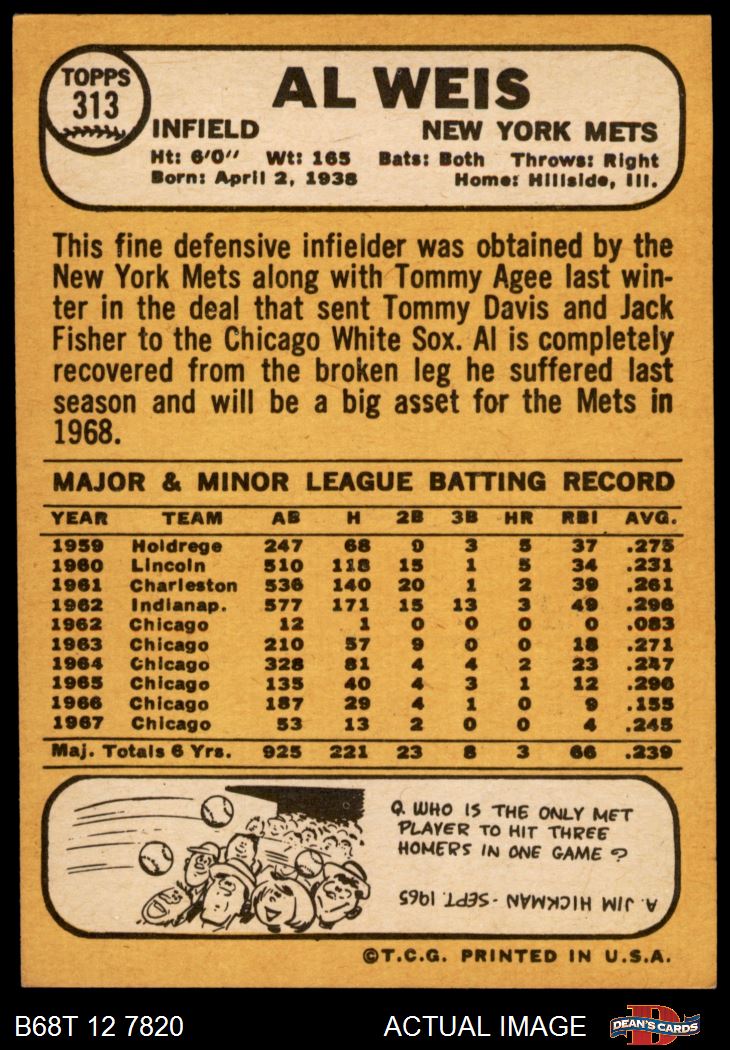 TOPPS
313
AL WEIS
INFIELD NEW YORK METS
Ht: 6'0" Wt: 165 Bats: Both Throws: Right
Born: April 2, 1938 Home: Hillside, Ill.
This fine defensive infielder was obtained by the
New York Mets along with Tommy Agee last win-
ter in the deal that sent Tommy Davis and Jack
Fisher to the Chicago White Sox. Al is completely
recovered from the broken leg he suffered last
season and will be a big asset for the Mets in
1968.
MAJOR & MINOR LEAGUE BATTING RECORD
YEAR TEAM AB H 2B 3B HR RBI AVG.
1959 Holdrege 247 68 9 3 5 37 .275
1960 Lincoln 510 118 15 1 5 34 .231
1961 Charleston 536 140 20 1 2 39 .261
1962 Indianap. 577 171 15 13 3 49 .296
1962 Chicago 12 1 0 0 0 0 .083
1963 Chicago 210 57 9 0 0 18 .271
1964 Chicago 328 81 4 4 2 23 .247
1965 Chicago 135 40 4 3 1 12 .296
1966 Chicago 187 29 4 1 0 9 .155
1967 Chicago 53 13 2 0 0 4 .245
Maj. Totals 6 Yrs. 925 221 23 8 3 66 .239
Q. WHO IS THE ONLY MET
PLAYER TO HIT THREE
HOMERS IN ONE GAME ?
A. JIM HICKMAN - SEPT. 1965
©T.C.G. PRINTED IN U.S.A.
B68T 12 7820 ACTUAL IMAGE DEAN'S CARDS